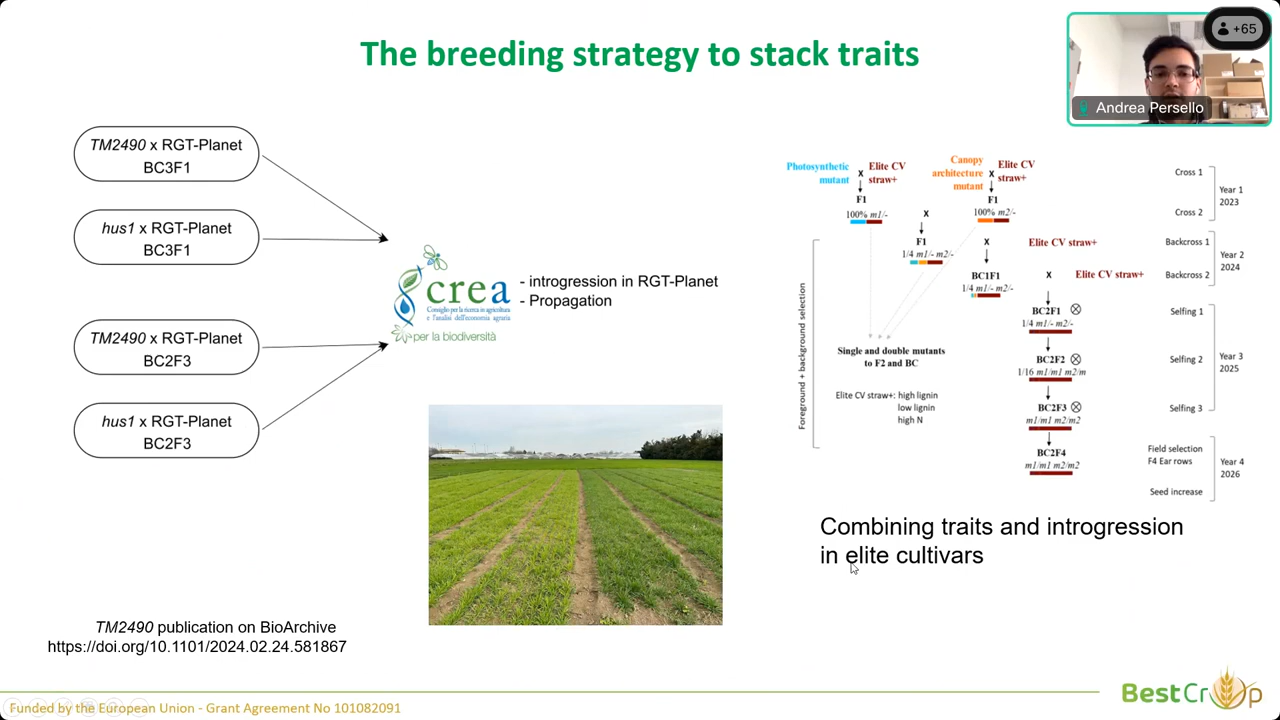 The breeding strategy to stack traits
+65
Andrea Persello
TM2490 x RGT-Planet
BC3F1
hus1 x RGT-Planet
BC3F1
TM2490 x RGT-Planet
BC2F3
hus1 x RGT-Planet
BC2F3
crea
Consiglio per la ricerca in agricoltura
e l'analisi dell'economia agraria
per la biodiversità
- introgression in RGT-Planet
- Propagation
Photosynthetic
mutant
X
Elite CV
straw+
Canopy
architecture
mutant
X
Elite CV
straw+
F1
100% m1/-
X
F1
100% m2/-
F1
1/4 m1/- m2/-
X
Elite CV straw+
BC1F1
1/4 m1/- m2/-
X
Elite CV straw+
BC2F1
1/4 m1/- m2/-
BC2F2
1/16 m1/m1 m2/m
BC2F3
m1/m1 m2/m2
BC2F4
m1/m1 m2/m2
Foreground + background selection
Single and double mutants
to F2 and BC
Elite CV straw+: high lignin
low lignin
high N
Cross 1
Cross 2
Year 1
2023
Backcross 1
Backcross 2
Year 2
2024
Selfing 1
Selfing 2
Selfing 3
Year 3
2025
Field selection
F4 Ear rows
Seed increase
Year 4
2026
Combining traits and introgression
in elite cultivars
TM2490 publication on BioArchive
https://doi.org/10.1101/2024.02.24.581867
Funded by the European Union - Grant Agreement No 101082091
BestCrop